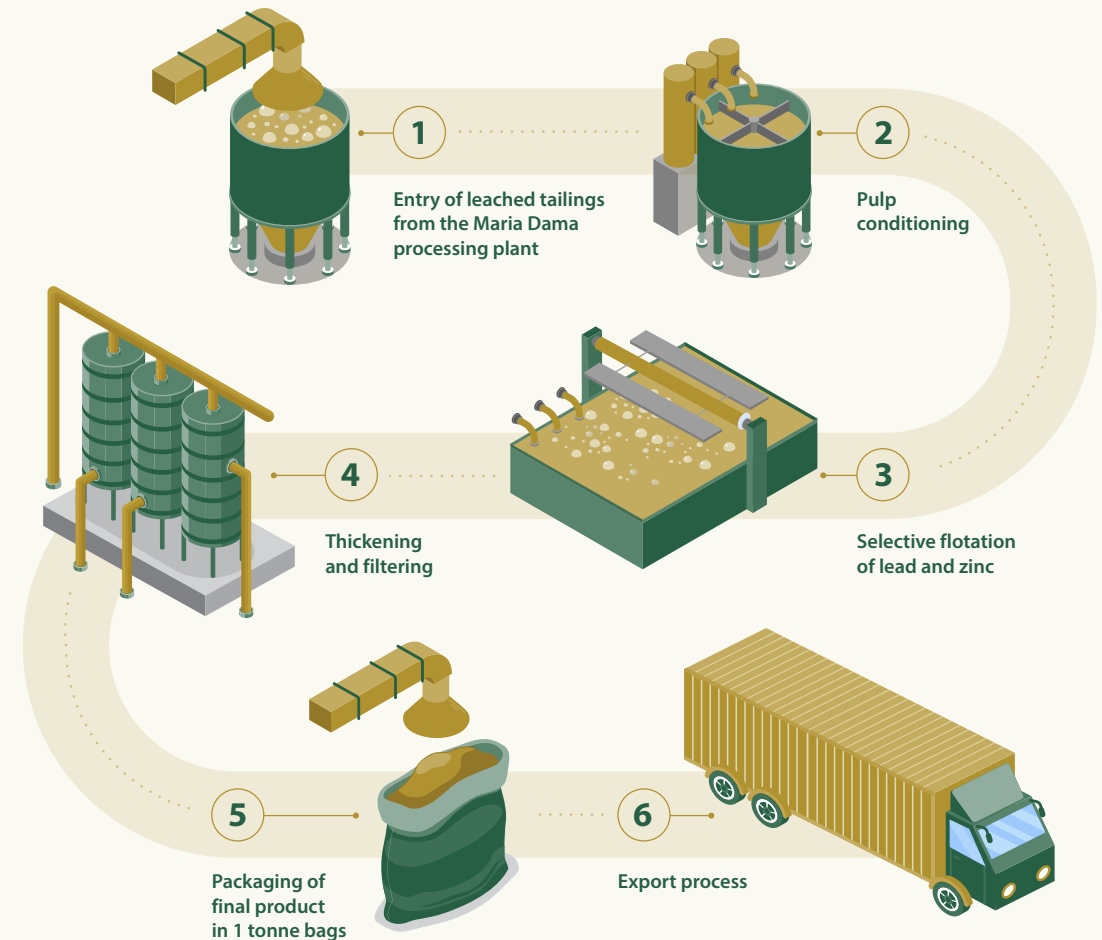 1
Entry of leached tailings
from the Maria Dama
processing plant
2
Pulp
conditioning
3
Selective flotation
of lead and zinc
4
Thickening
and filtering
5
Packaging of
final product
in 1 tonne bags
6
Export process